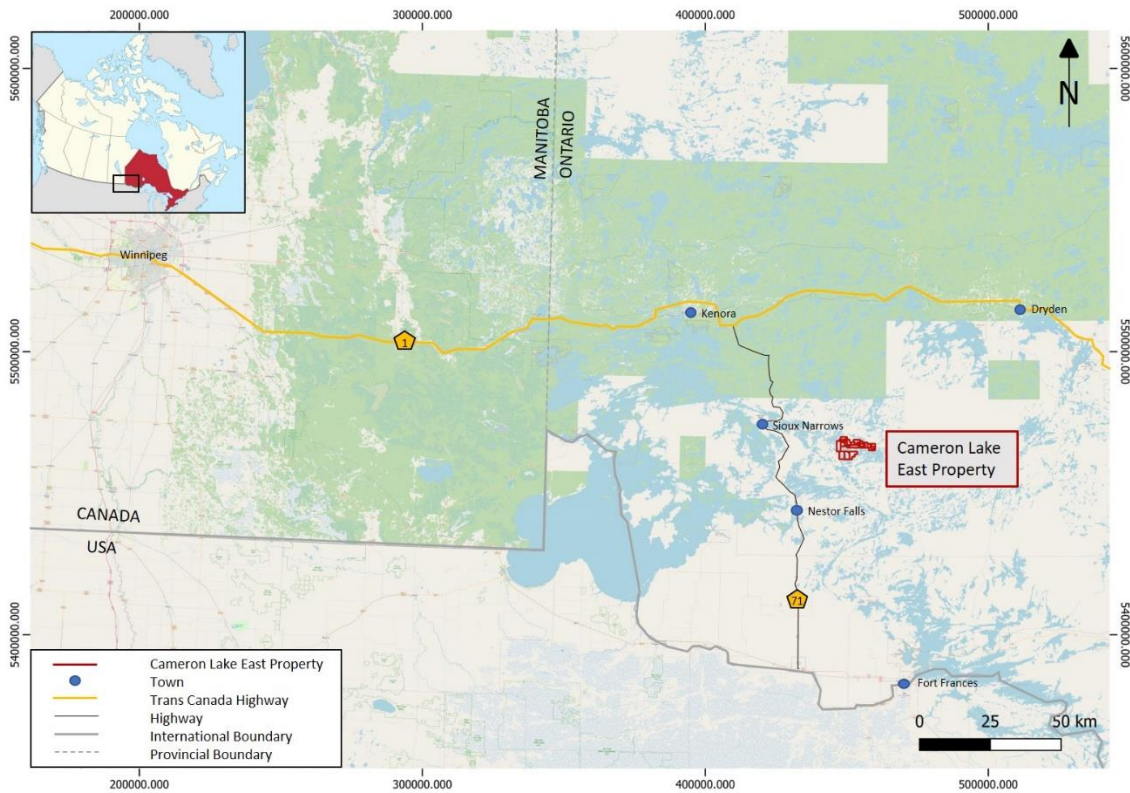 200000.000
300000.000
400000.000
500000.000
5600000.000
5600000.000
N
MANITOBA
ONTARIO
Winnipeg
Kenora
Dryden
1
5500000.000
5500000.000
Sioux Narrows
Cameron Lake
East Property
Nestor Falls
CANADA
USA
71
5400000.000
5400000.000
Cameron Lake East Property
Town
Trans Canada Highway
Highway
International Boundary
Provincial Boundary
Fort Frances
0 25 50 km
200000.000
300000.000
400000.000
500000.000